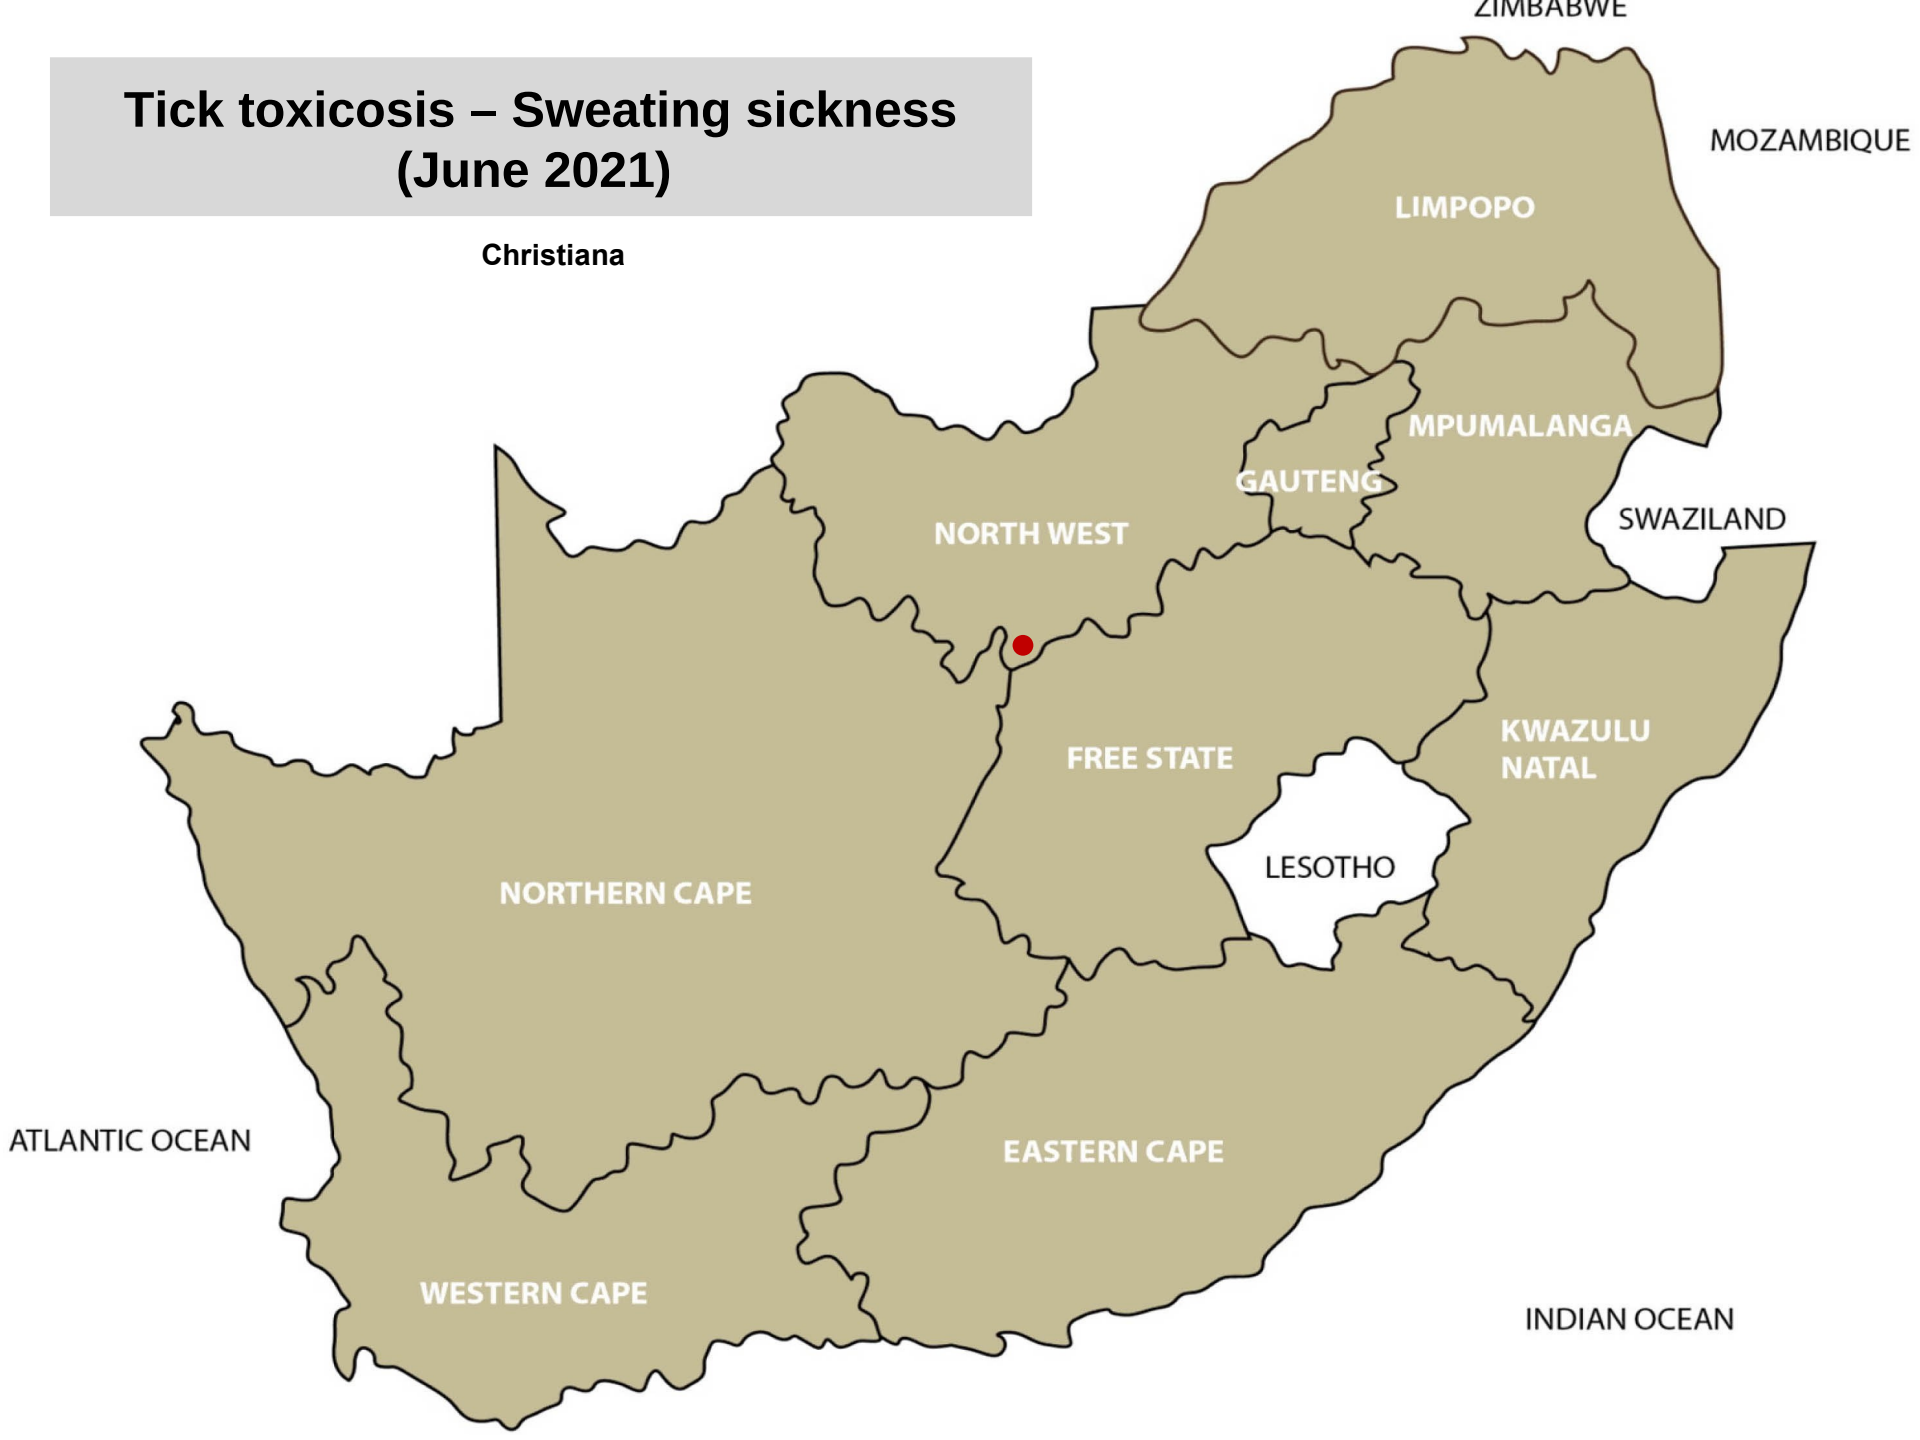 ZIMBABWE
Tick toxicosis – Sweating sickness
(June 2021)
MOZAMBIQUE
LIMPOPO
Christiana
MPUMALANGA
GAUTENG
SWAZILAND
NORTH WEST
KWAZULU
NATAL
FREE STATE
LESOTHO
NORTHERN CAPE
ATLANTIC OCEAN
EASTERN CAPE
WESTERN CAPE
INDIAN OCEAN